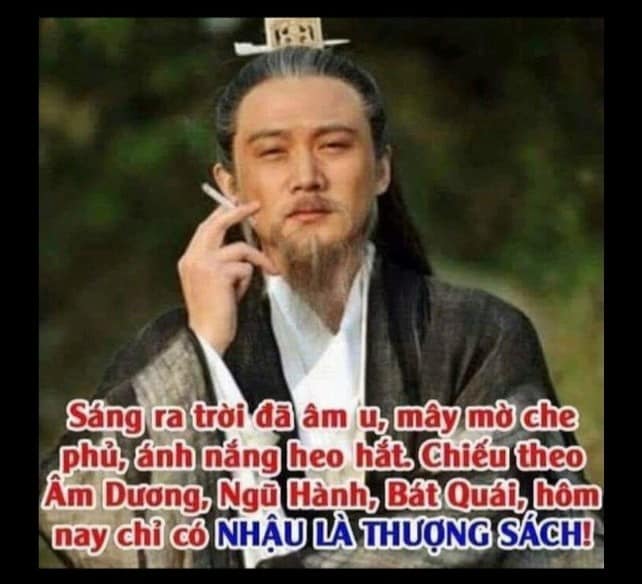 Sáng ra trời đã âm u, mây mờ che
phủ, ánh nắng heo hắt. Chiếu theo
Âm Dương, Ngũ Hành, Bát Quái, hôm
nay chỉ có NHẬU LÀ THƯỢNG SÁCH!